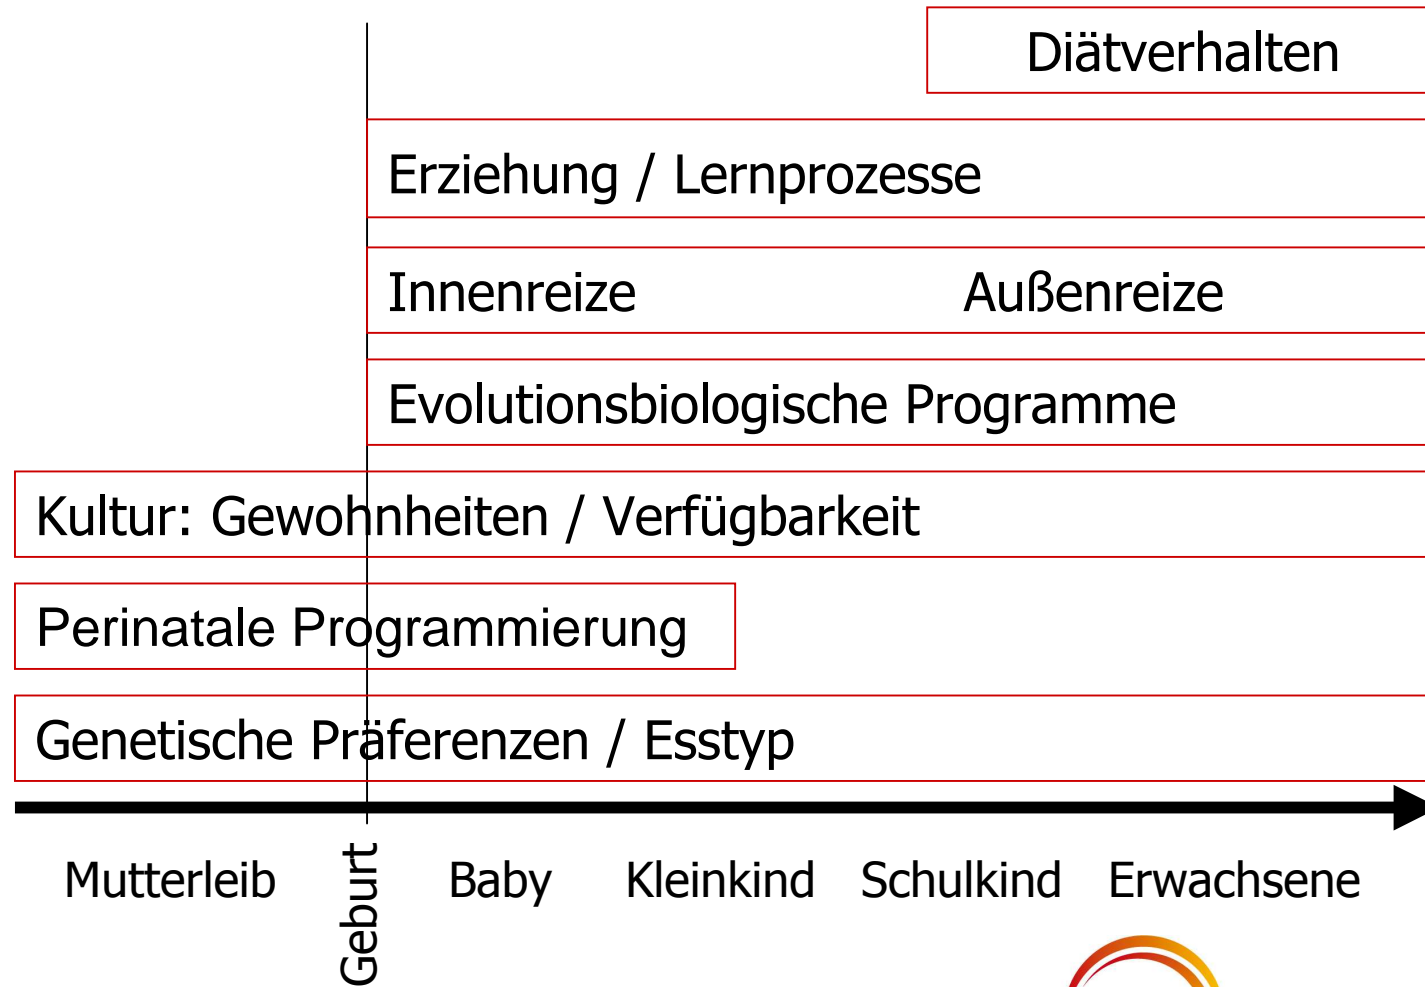 Diätverhalten
Erziehung / Lernprozesse
Innenreize Außenreize
Evolutionsbiologische Programme
Kultur: Gewohnheiten / Verfügbarkeit
Perinatale Programmierung
Genetische Präferenzen / Esstyp
Mutterleib Geburt Baby Kleinkind Schulkind Erwachsene